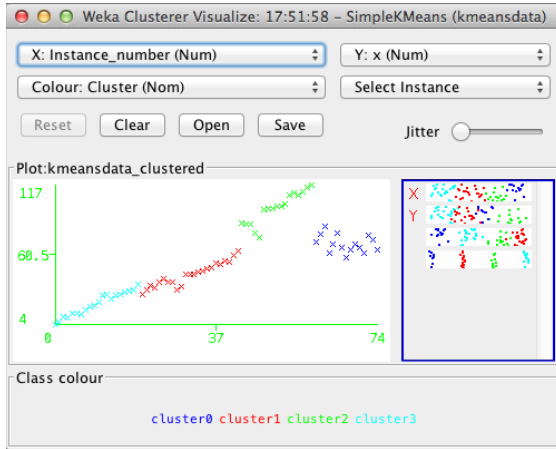 Weka Clusterer Visualize: 17:51:58 – SimpleKMeans (kmeansdata)
X: Instance_number (Num) Y: x (Num)
Colour: Cluster (Nom) Select Instance
Reset Clear Open Save Jitter
Plot:kmeansdata_clustered
117
60.5
4
0 37 74
X
Y
Class colour
cluster0 cluster1 cluster2 cluster3